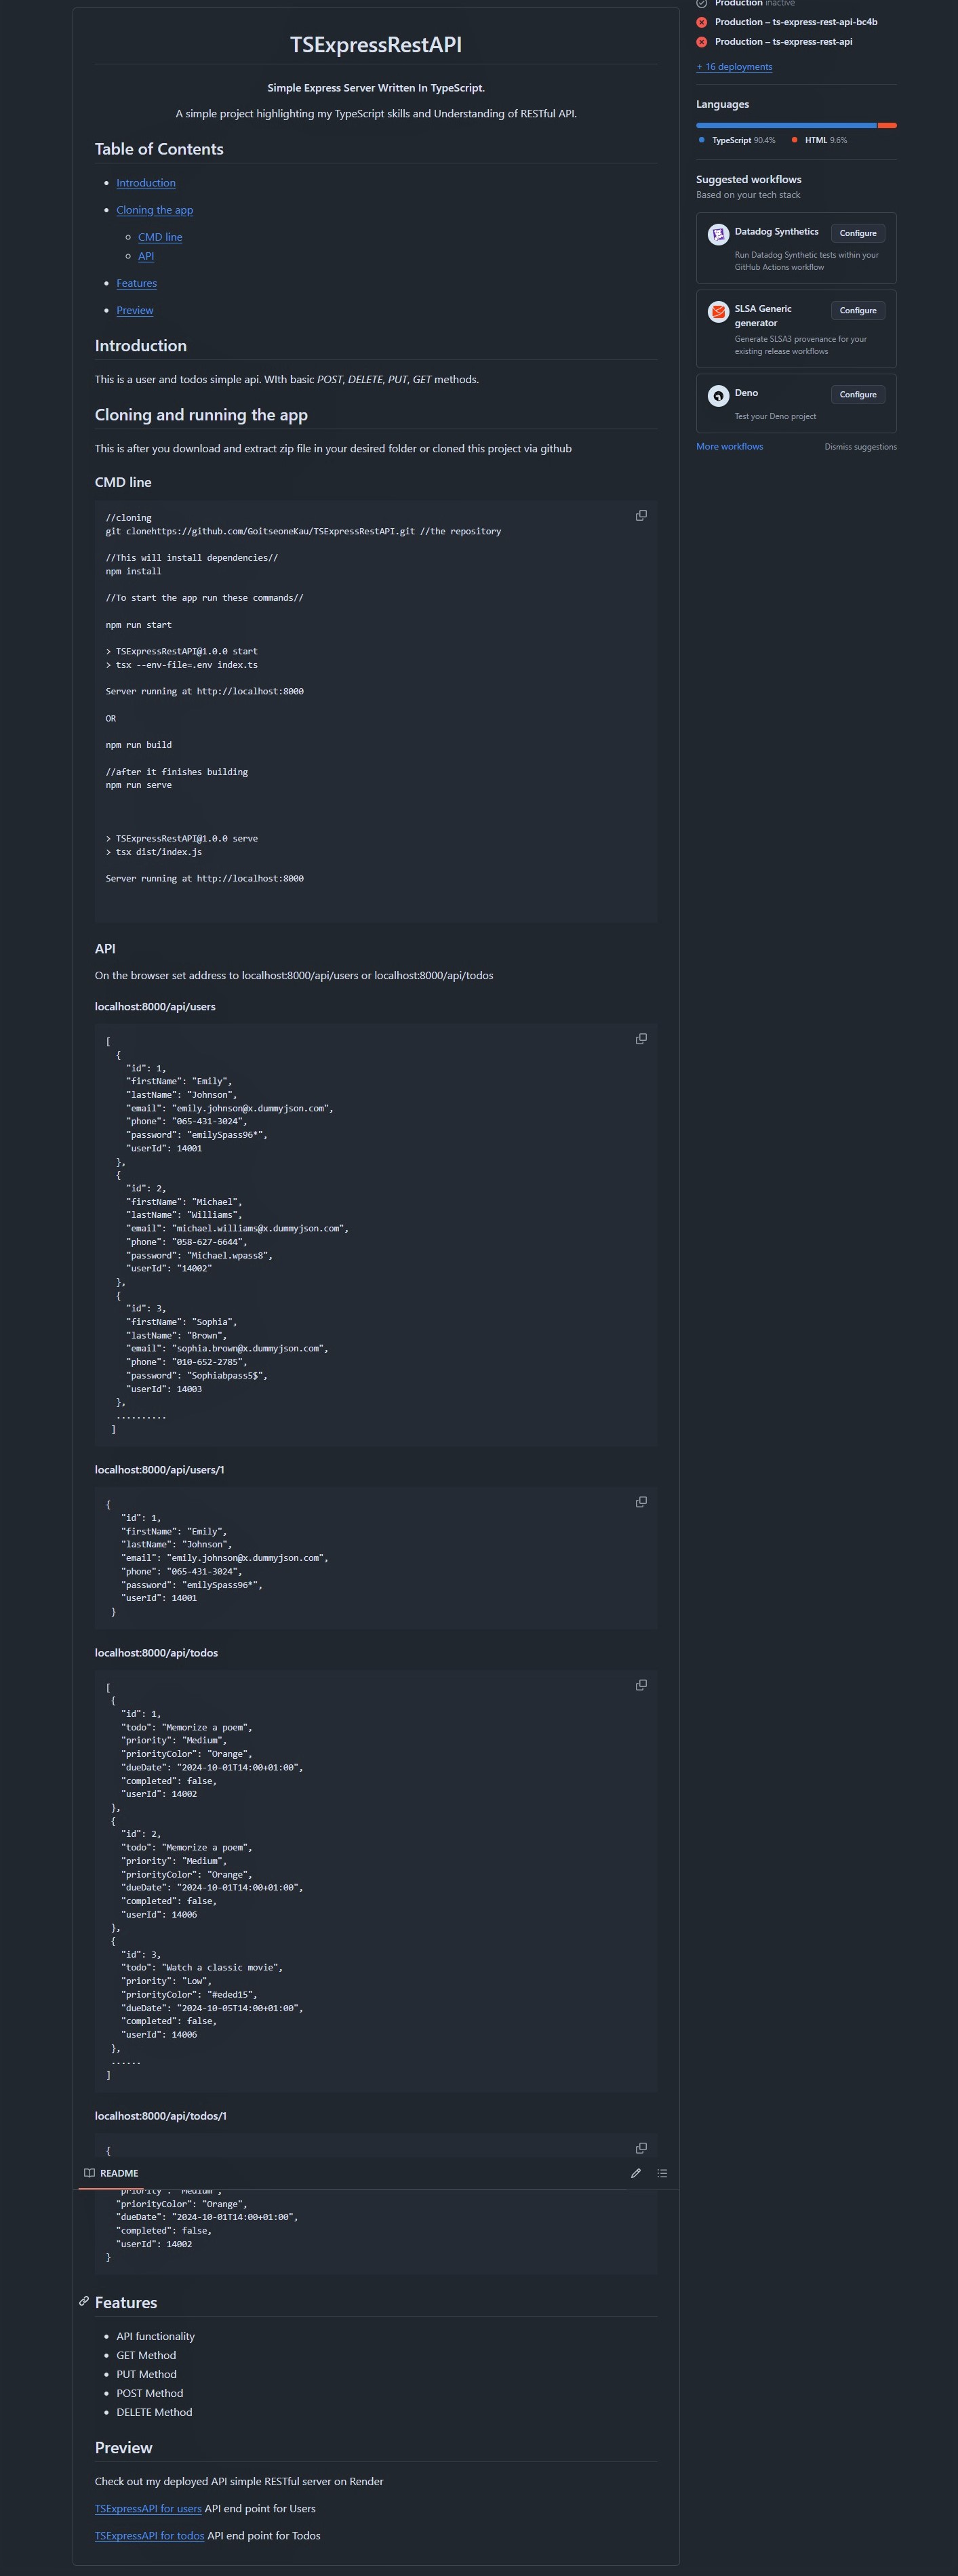 TSExpressRestAPI
Simple Express Server Written In TypeScript.
A simple project highlighting my TypeScript skills and Understanding of RESTful API.
Table of Contents
Introduction
Cloning the app
CMD line
API
Features
Preview
Introduction
This is a user and todos simple api. WIth basic POST, DELETE, PUT, GET methods.
Cloning and running the app
This is after you download and extract zip file in your desired folder or cloned this project via github
CMD line
//cloning
git clonehttps://github.com/GoitseoneKau/TSExpressRestAPI.git //the repository
//This will install dependencies//
npm install
//To start the app run these commands//
npm run start
> TSExpressRestAPI@1.0.0 start
> tsx --env-file=.env index.ts
Server running at http://localhost:8000
OR
npm run build
//after it finishes building
npm run serve
> TSExpressRestAPI@1.0.0 serve
> tsx dist/index.js
Server running at http://localhost:8000
API
On the browser set address to localhost:8000/api/users or localhost:8000/api/todos
localhost:8000/api/users
[
{
"id": 1,
"firstName": "Emily",
"lastName": "Johnson",
"email": "emily.johnson@x.dummyjson.com",
"phone": "065-431-3024",
"password": "emilySpass96*",
"userId": 14001
},
{
"id": 2,
"firstName": "Michael",
"lastName": "Williams",
"email": "michael.williams@x.dummyjson.com",
"phone": "058-627-6644",
"password": "Michael.wpass8",
"userId": "14002"
},
{
"id": 3,
"firstName": "Sophia",
"lastName": "Brown",
"email": "sophia.brown@x.dummyjson.com",
"phone": "010-652-2785",
"password": "Sophiabpass5$",
"userId": 14003
},
..........
]
localhost:8000/api/users/1
{
"id": 1,
"firstName": "Emily",
"lastName": "Johnson",
"email": "emily.johnson@x.dummyjson.com",
"phone": "065-431-3024",
"password": "emilySpass96*",
"userId": 14001
}
localhost:8000/api/todos
[
{
"id": 1,
"todo": "Memorize a poem",
"priority": "Medium",
"priorityColor": "Orange",
"dueDate": "2024-10-01T14:00+01:00",
"completed": false,
"userId": 14002
},
{
"id": 2,
"todo": "Memorize a poem",
"priority": "Medium",
"priorityColor": "Orange",
"dueDate": "2024-10-01T14:00+01:00",
"completed": false,
"userId": 14006
},
{
"id": 3,
"todo": "Watch a classic movie",
"priority": "Low",
"priorityColor": "#eded15",
"dueDate": "2024-10-05T14:00+01:00",
"completed": false,
"userId": 14006
},
......
]
localhost:8000/api/todos/1
{
README
"priority": "Medium",
"priorityColor": "Orange",
"dueDate": "2024-10-01T14:00+01:00",
"completed": false,
"userId": 14002
}
Features
API functionality
GET Method
PUT Method
POST Method
DELETE Method
Preview
Check out my deployed API simple RESTful server on Render
TSExpressAPI for users API end point for Users
TSExpressAPI for todos API end point for Todos
Production inactive
Production – ts-express-rest-api-bc4b
Production – ts-express-rest-api
+ 16 deployments
Languages
TypeScript 90.4% HTML 9.6%
Suggested workflows
Based on your tech stack
Datadog Synthetics Configure
Run Datadog Synthetic tests within your
GitHub Actions workflow
SLSA Generic
generator Configure
Generate SLSA3 provenance for your
existing release workflows
Deno Configure
Test your Deno project
More workflows Dismiss suggestions